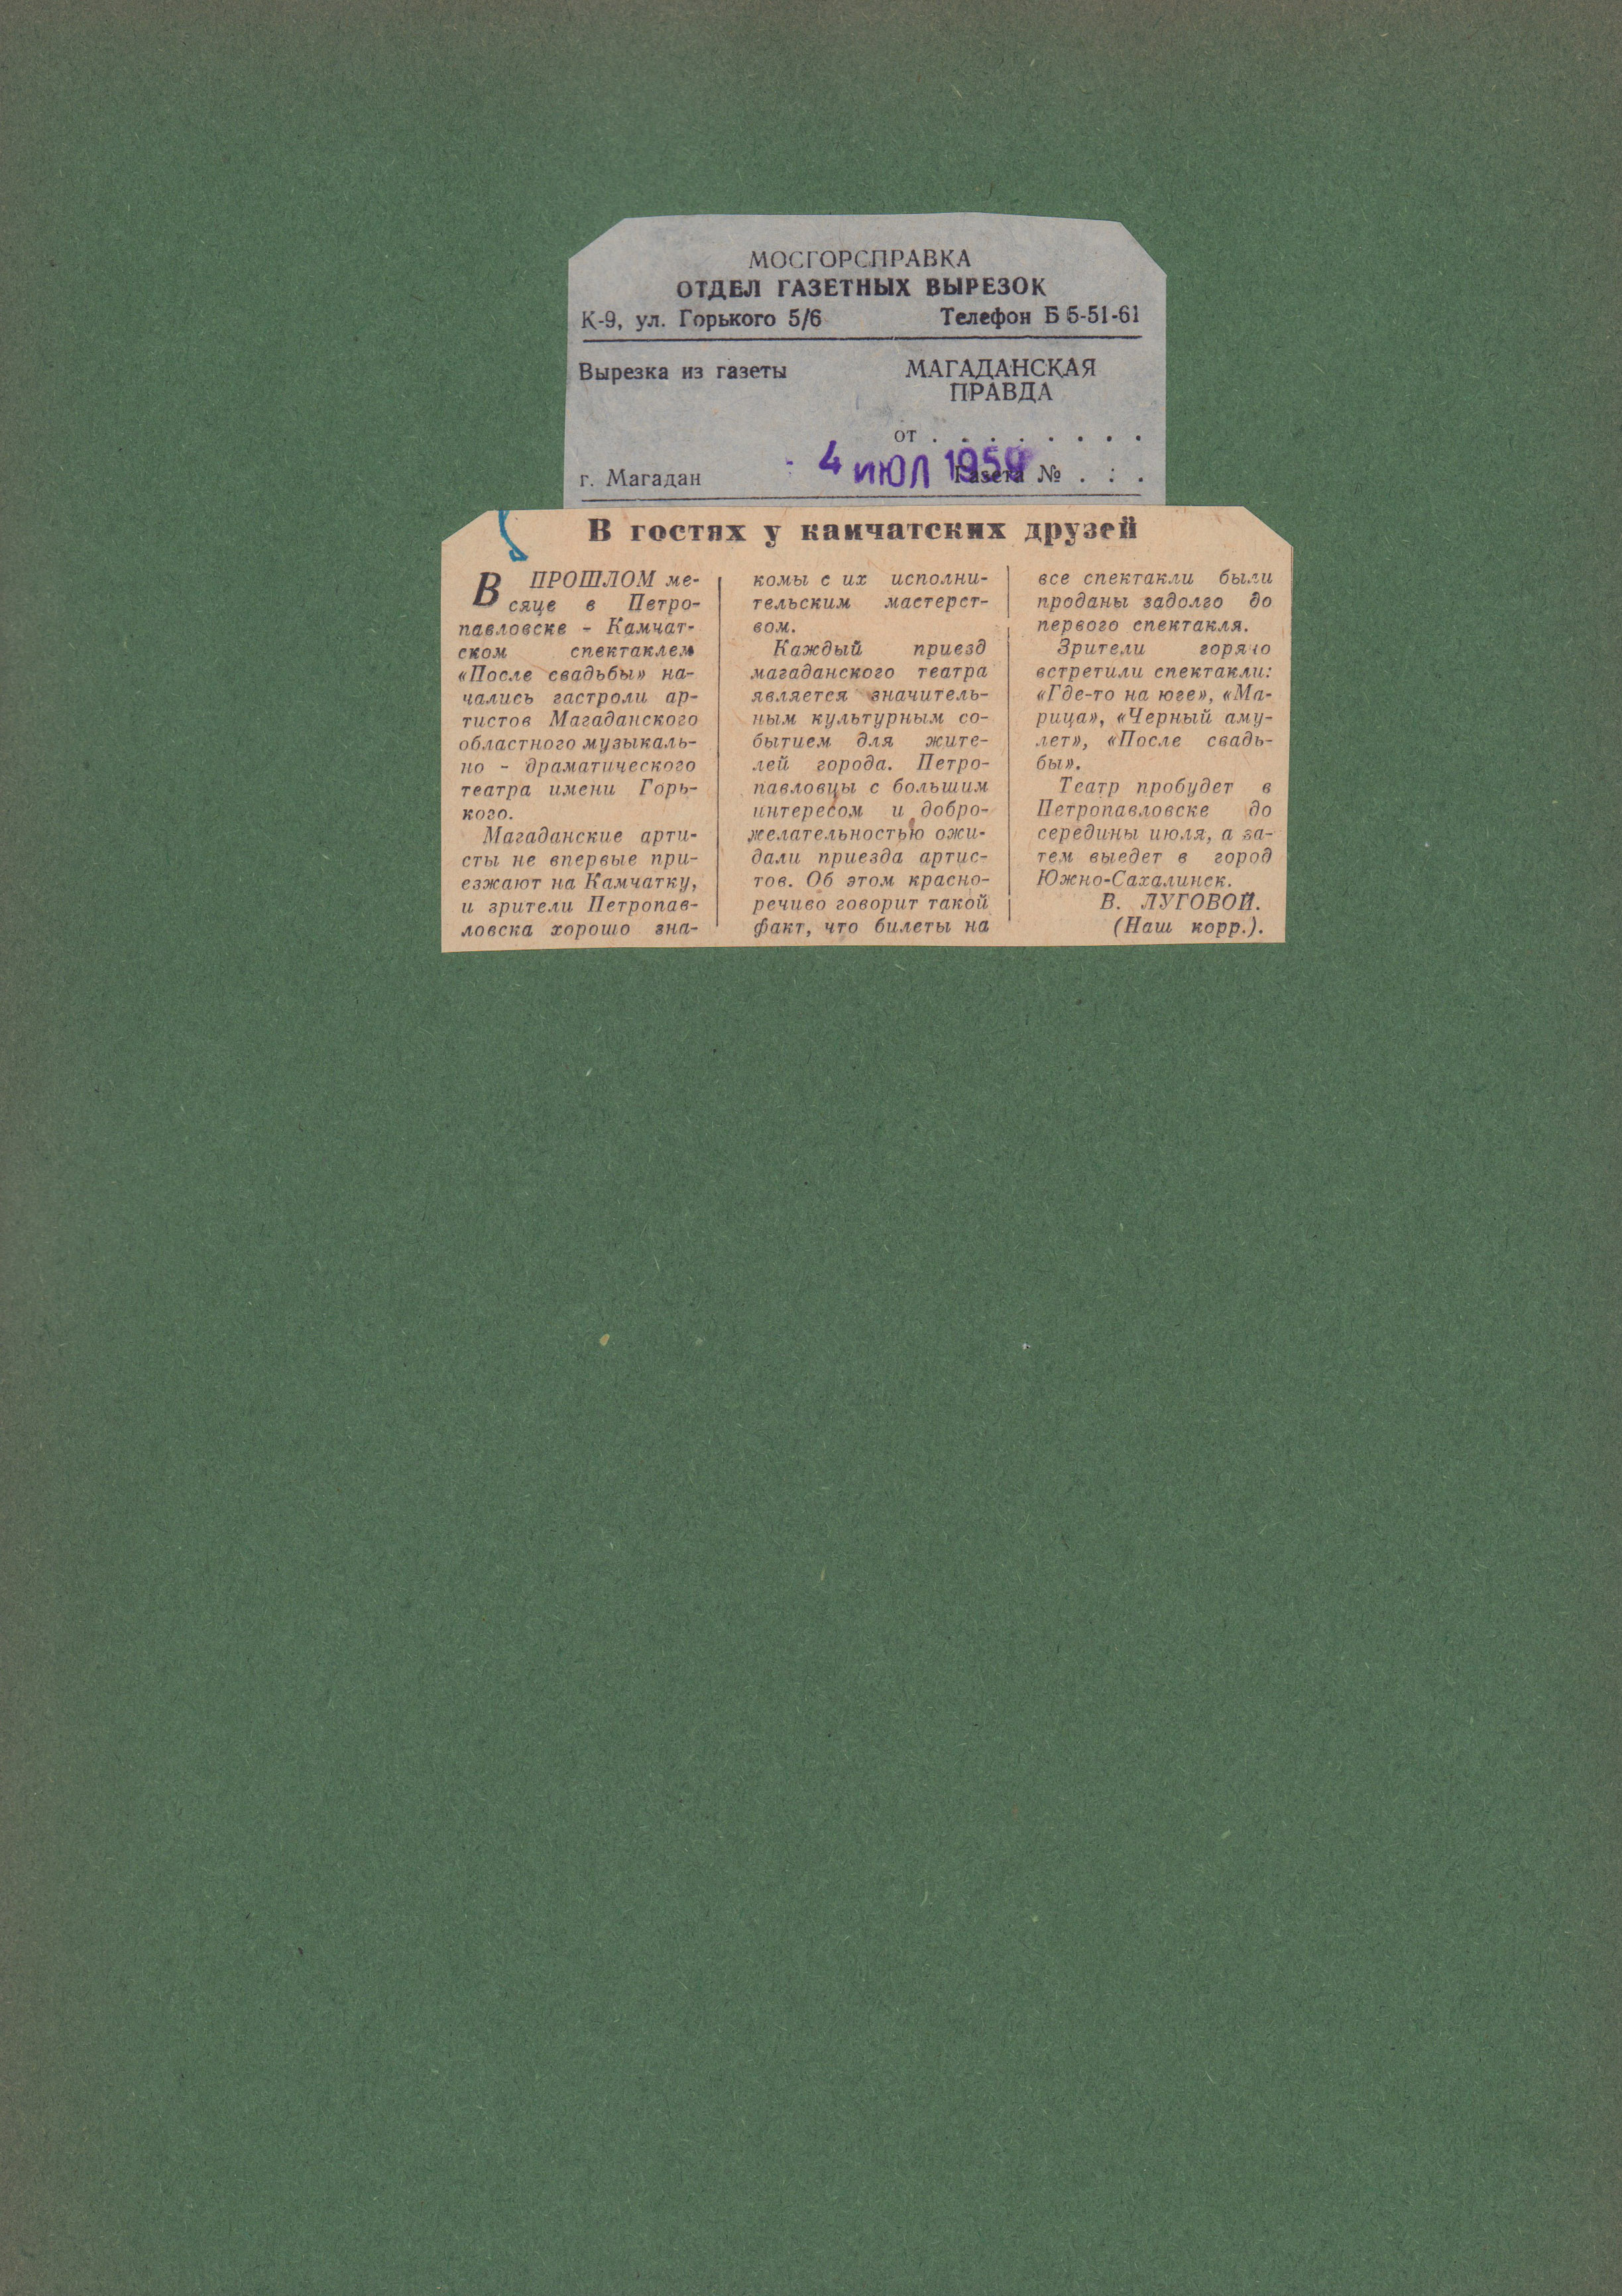 МОСГОРСПРАВКА
ОТДЕЛ ГАЗЕТНЫХ ВЫРЕЗОК
К-9, ул. Горького 5/6 Телефон Б 5-51-61
Вырезка из газеты
МАГАДАНСКАЯ
ПРАВДА
от . . . . . . . . .
- 4 ИЮЛ 1959
г. Магадан Газета № . : .
В гостях у камчатских друзей
В ПРОШЛОМ ме-
сяце в Петро-
павловске - Камчат-
ском спектаклем
«После свадьбы» на-
чались гастроли ар-
тистов Магаданского
областного музыкаль-
но - драматического
театра имени Горь-
кого.
Магаданские арти-
сты не впервые при-
езжают на Камчатку,
и зрители Петропав-
ловска хорошо зна-
комы с их исполни-
тельским мастерст-
вом.
Каждый приезд
магаданского театра
является значитель-
ным культурным со-
бытием для жите-
лей города. Петро-
павловцы с большим
интересом и добро-
желательностью ожи-
дали приезда артис-
тов. Об этом красно-
речиво говорит такой
факт, что билеты на
все спектакли были
проданы задолго до
первого спектакля.
Зрители горячо
встретили спектакли:
«Где-то на юге», «Ма-
рица», «Черный аму-
лет», «После свадь-
бы».
Театр пробудет в
Петропавловске до
середины июля, а за-
тем выедет в город
Южно-Сахалинск.
В. ЛУГОВОЙ.
(Наш корр.).